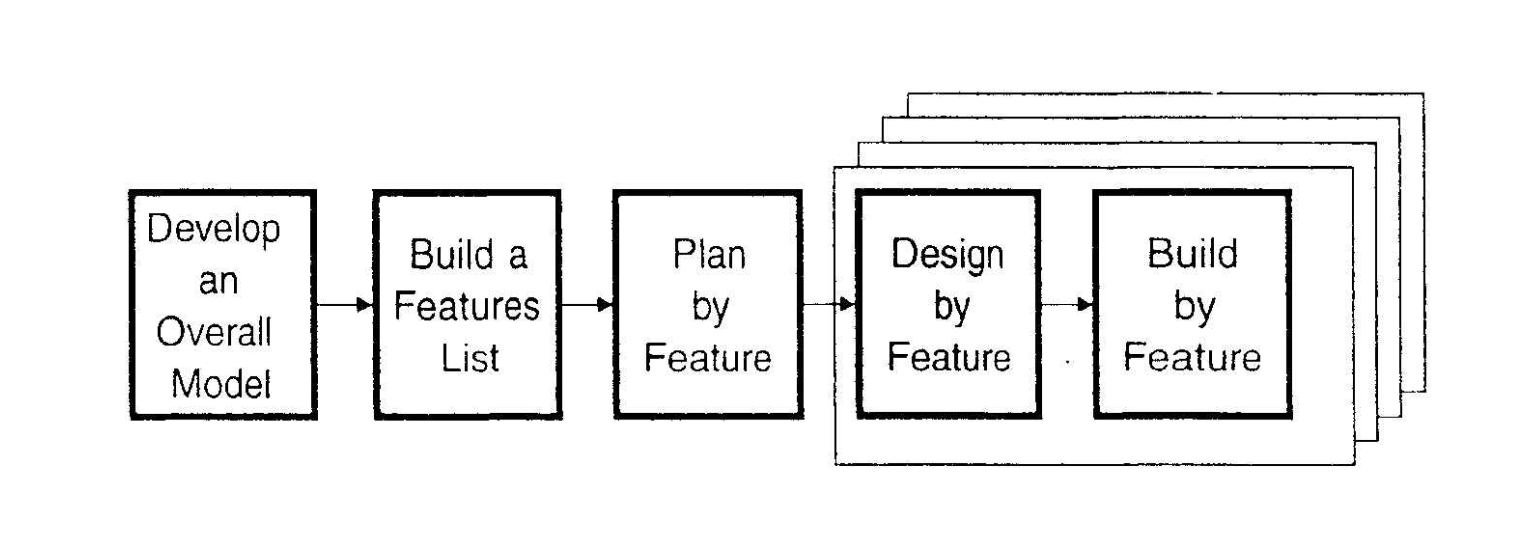 Develop
an
Overall
Model
Build a
Features
List
Plan
by
Feature
Design
by
Feature
Build
by
Feature